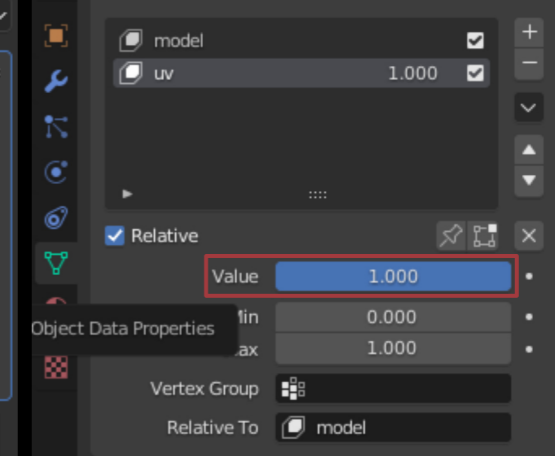 model
uv 1.000
Relative
Value 1.000
Min 0.000
Object Data Properties
ax 1.000
Vertex Group
Relative To model